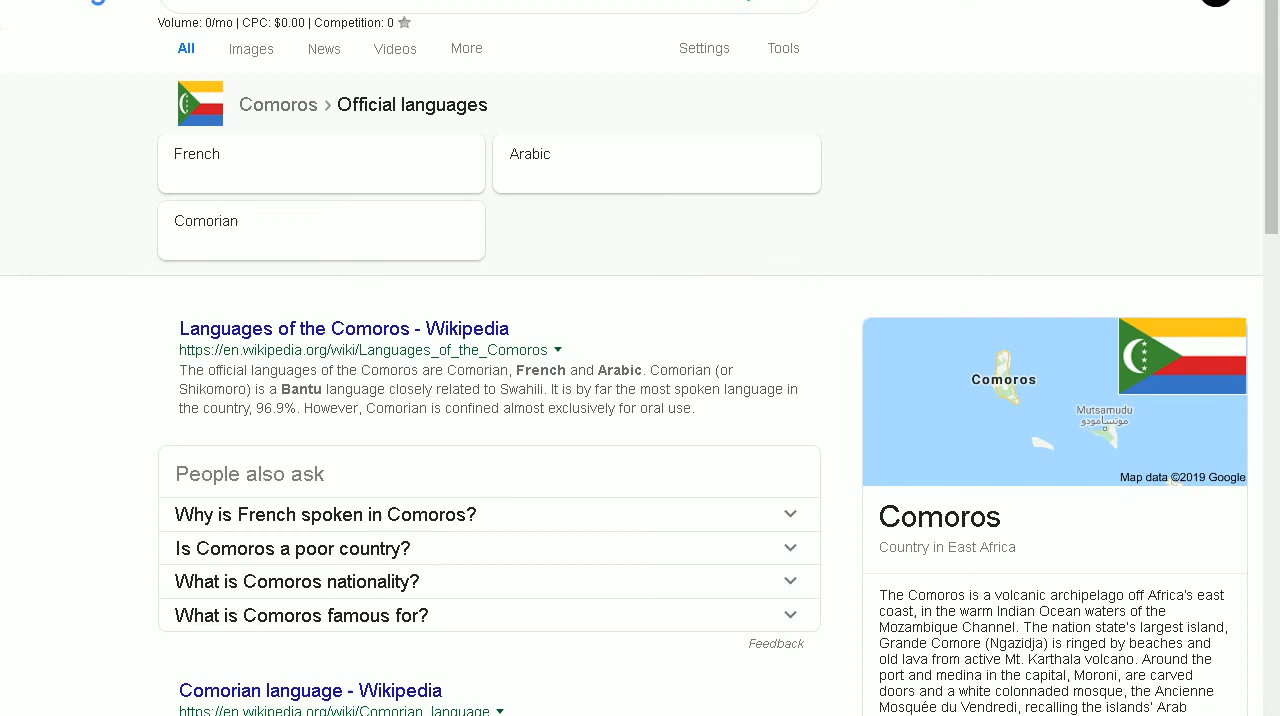 Volume: 0/mo | CPC: $0.00 | Competition: 0
All Images News Videos More Settings Tools
Comoros › Official languages
French
Arabic
Comorian
Languages of the Comoros - Wikipedia
https://en.wikipedia.org/wiki/Languages_of_the_Comoros
The official languages of the Comoros are Comorian, French and Arabic. Comorian (or
Shikomoro) is a Bantu language closely related to Swahili. It is by far the most spoken language in
the country, 96.9%. However, Comorian is confined almost exclusively for oral use.
People also ask
Why is French spoken in Comoros?
Is Comoros a poor country?
What is Comoros nationality?
What is Comoros famous for?
Feedback
Comorian language - Wikipedia
https://en.wikipedia.org/wiki/Comorian_language
Comoros
Mutsamudu
موتسامودو
Map data ©2019 Google
Comoros
Country in East Africa
The Comoros is a volcanic archipelago off Africa's east
coast, in the warm Indian Ocean waters of the
Mozambique Channel. The nation state's largest island,
Grande Comore (Ngazidja) is ringed by beaches and
old lava from active Mt. Karthala volcano. Around the
port and medina in the capital, Moroni, are carved
doors and a white colonnaded mosque, the Ancienne
Mosquée du Vendredi, recalling the islands' Arab